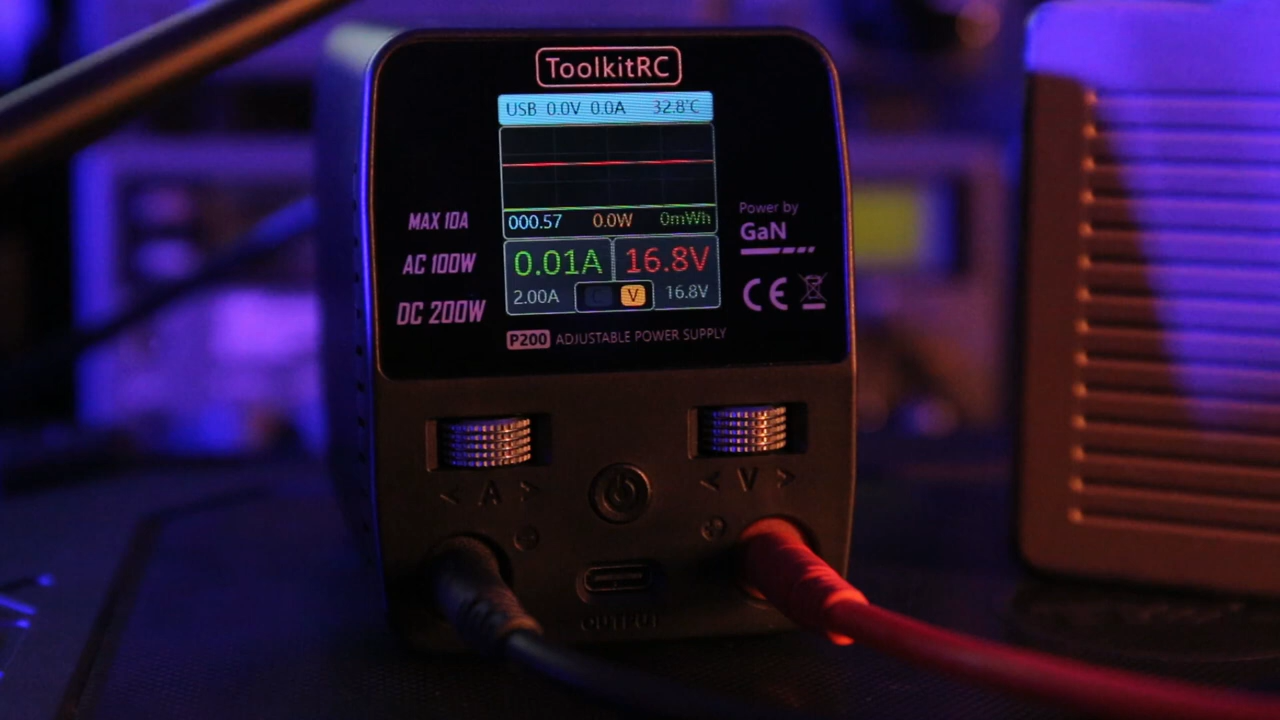 ToolkitRC
USB 0.0V 0.0A 32.8°C
000.57 0.0W 0mWh
0.01A 16.8V
2.00A C V 16.8V
MAX 10A
AC 100W
DC 200W
Power by
GaN
CE
P200 ADJUSTABLE POWER SUPPLY
< A >
< V >
OUTPUT